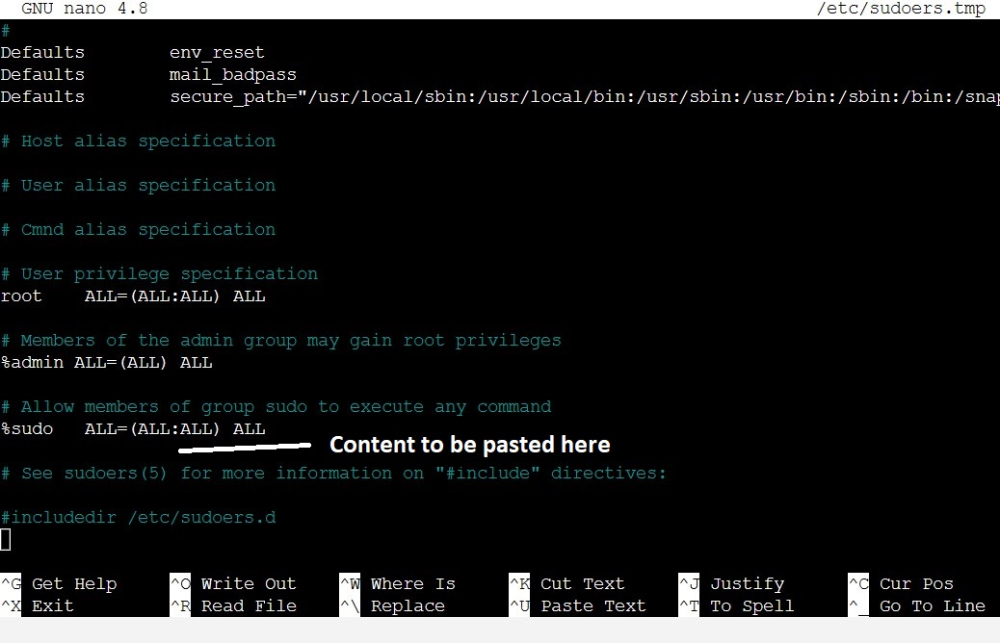 GNU nano 4.8 /etc/sudoers.tmp
#
Defaults env_reset
Defaults mail_badpass
Defaults secure_path="/usr/local/sbin:/usr/local/bin:/usr/sbin:/usr/bin:/sbin:/bin:/snap
# Host alias specification
# User alias specification
# Cmnd alias specification
# User privilege specification
root ALL=(ALL:ALL) ALL
# Members of the admin group may gain root privileges
%admin ALL=(ALL) ALL
# Allow members of group sudo to execute any command
%sudo ALL=(ALL:ALL) ALL
Content to be pasted here
# See sudoers(5) for more information on "#include" directives:
#includedir /etc/sudoers.d
^G Get Help ^O Write Out ^W Where Is ^K Cut Text ^J Justify ^C Cur Pos
^X Exit ^R Read File ^\ Replace ^U Paste Text ^T To Spell ^_ Go To Line